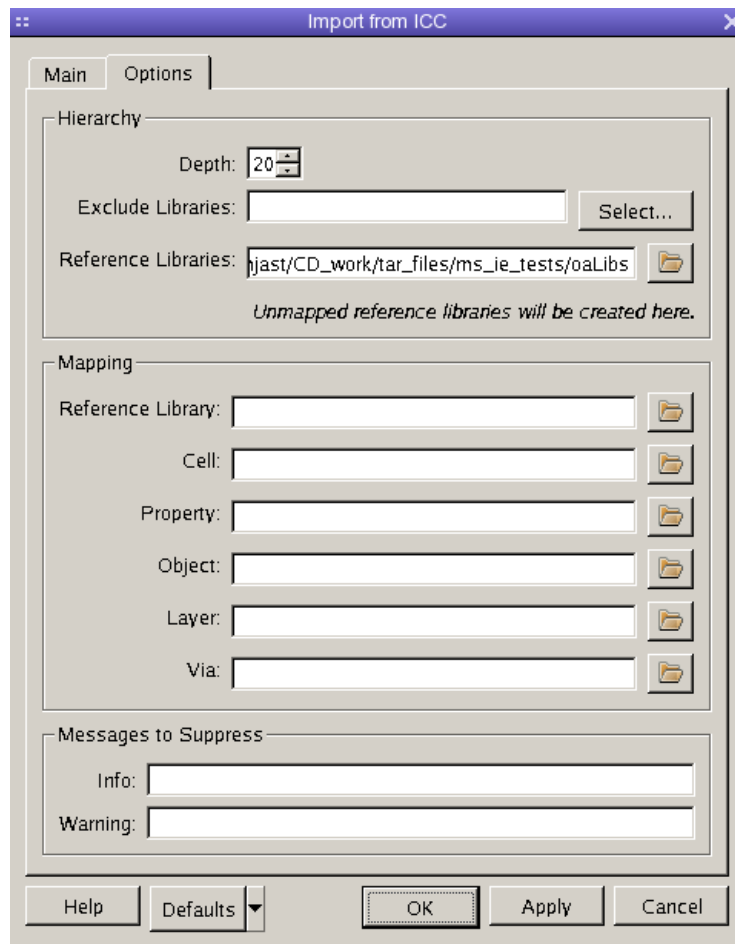 Import from ICC
Main Options
Hierarchy
Depth: 20
Exclude Libraries: Select...
Reference Libraries: njast/CD_work/tar_files/ms_ie_tests/oaLibs
Unmapped reference libraries will be created here.
Mapping
Reference Library:
Cell:
Property:
Object:
Layer:
Via:
Messages to Suppress
Info:
Warning:
Help Defaults OK Apply Cancel